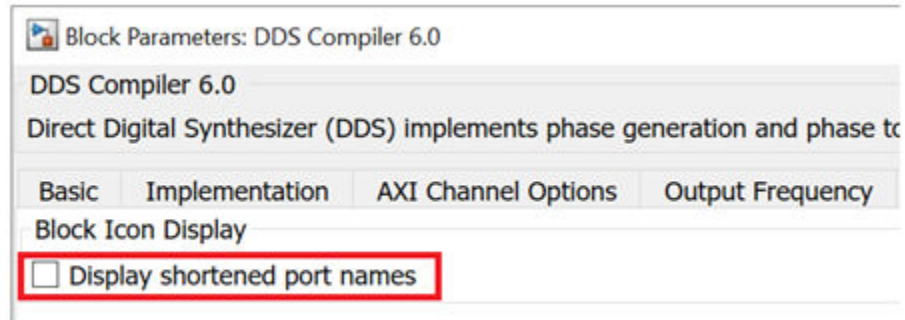 Block Parameters: DDS Compiler 6.0
DDS Compiler 6.0
Direct Digital Synthesizer (DDS) implements phase generation and phase
Basic Implementation AXI Channel Options Output Frequency
Block Icon Display
Display shortened port names